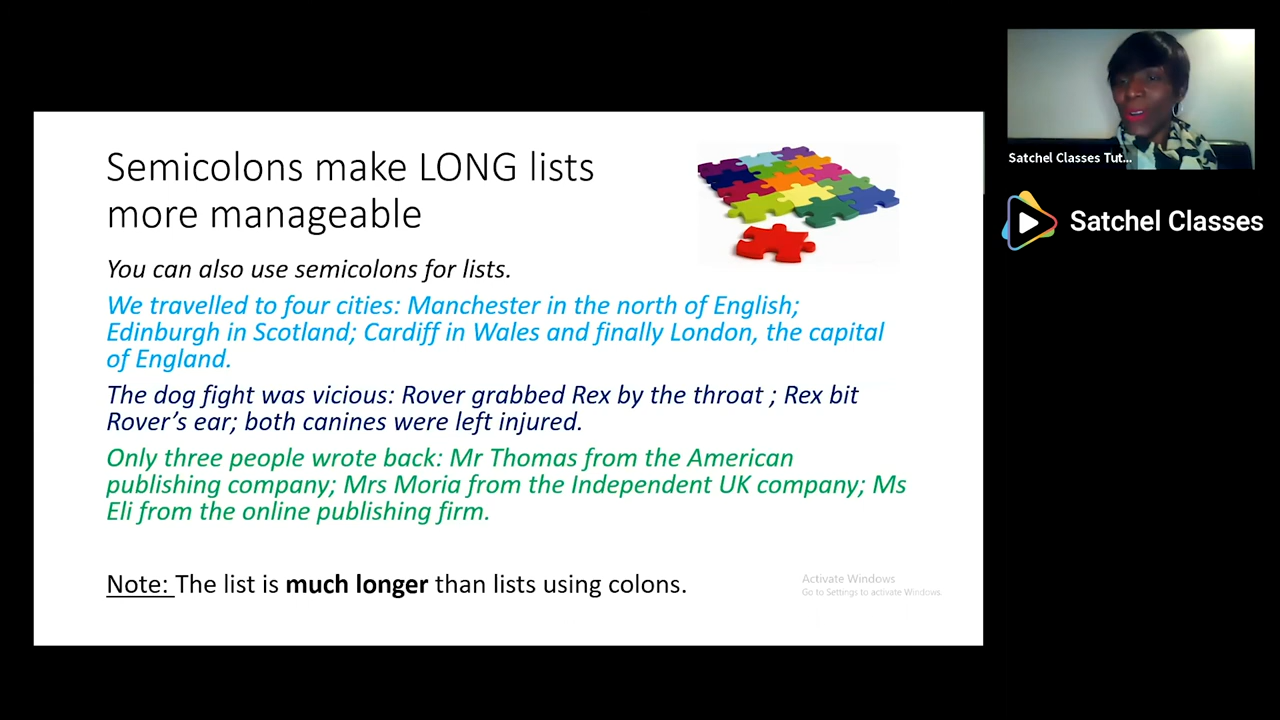 Semicolons make LONG lists
more manageable
You can also use semicolons for lists.
We travelled to four cities: Manchester in the north of English;
Edinburgh in Scotland; Cardiff in Wales and finally London, the capital
of England.
The dog fight was vicious: Rover grabbed Rex by the throat ; Rex bit
Rover’s ear; both canines were left injured.
Only three people wrote back: Mr Thomas from the American
publishing company; Mrs Moria from the Independent UK company; Ms
Eli from the online publishing firm.
Note: The list is much longer than lists using colons.
Activate Windows
Go to Settings to activate Windows.
Satchel Classes Tut...
Satchel Classes